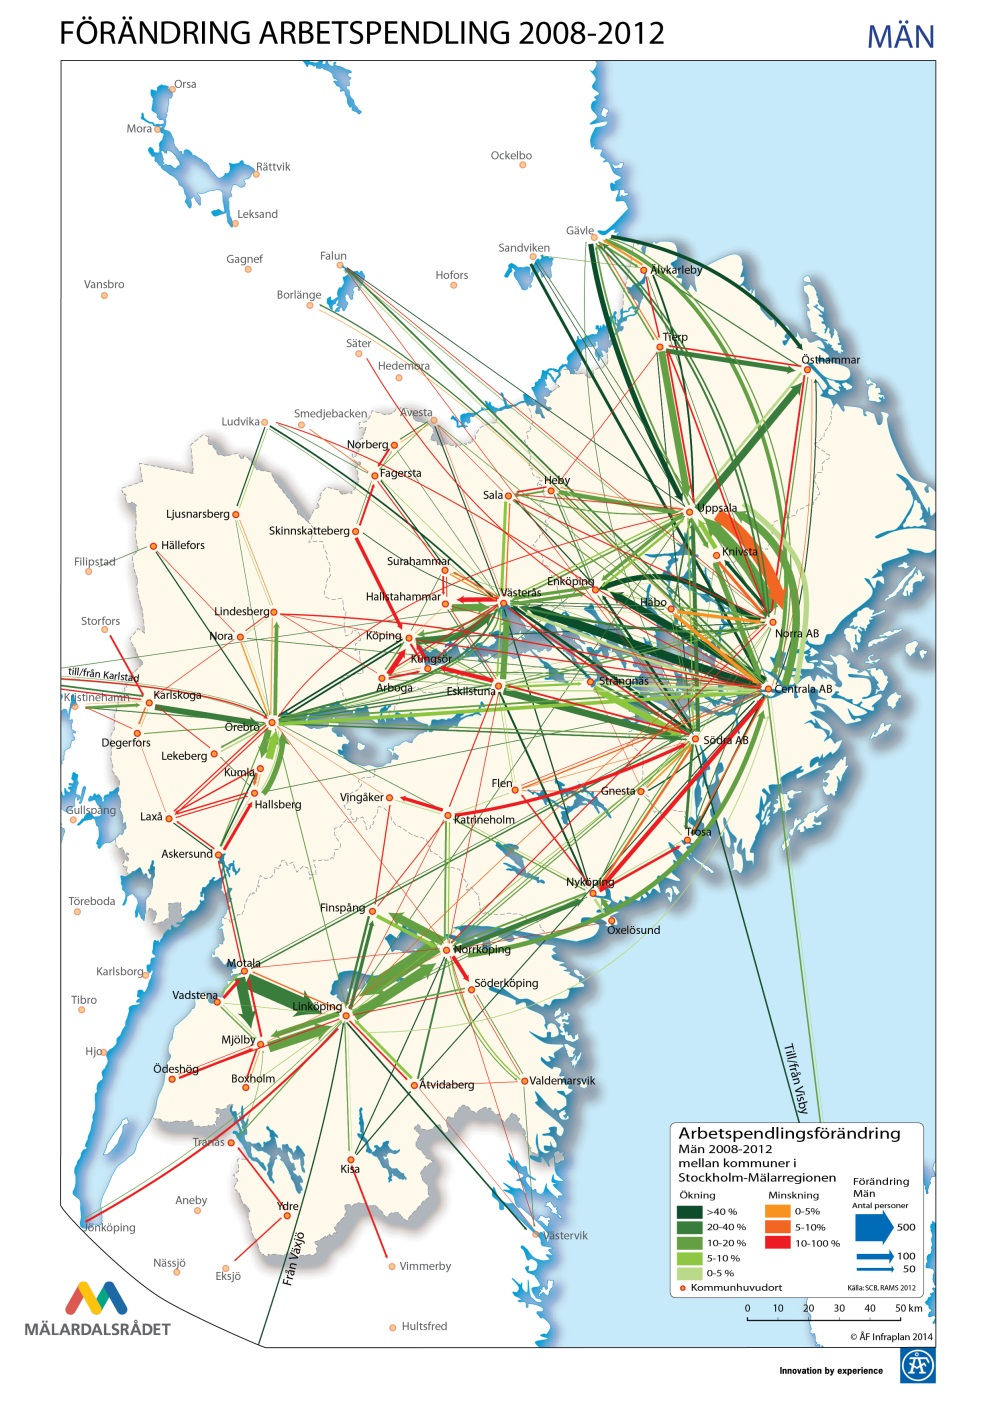 FÖRÄNDRING ARBETSPENDLING 2008-2012
MÄN
Orsa
Mora
Rättvik
Leksand
Ockelbo
Gävle
Sandviken
Gagnef
Falun
Älvkarleby
Hofors
Vansbro
Borlänge
Tierp
Säter
Östhammar
Hedemora
Avesta
Smedjebacken
Ludvika
Norberg
Fagersta
Heby
Sala
Uppsala
Ljusnarsberg
Skinnskatteberg
Hällefors
Knivsta
Surahammar
Filipstad
Enköping
Västerås
Hallstahammar
Håbo
Lindesberg
Storfors
Nora
Köping
Norra AB
Kungsör
till/från Karlstad
Strängnäs
Arboga
Eskilstuna
Centrala AB
Kristinehamn
Karlskoga
Örebro
Södra AB
Degerfors
Lekeberg
Kumla
Flen
Gnesta
Vingåker
Hallsberg
Gullspång
Laxå
Katrineholm
Trosa
Askersund
Nyköping
Töreboda
Finspång
Oxelösund
Norrköping
Motala
Karlsborg
Söderköping
Vadstena
Tibro
Linköping
Mjölby
Hjo
Ödeshög
Boxholm
Åtvidaberg
Valdemarsvik
Till/från Visby
Tranås
Kisa
Aneby
Ydre
Jönköping
Västervik
Från Växjö
Nässjö
Eksjö
Vimmerby
Hultsfred
Arbetspendlingsförändring
Män 2008-2012
mellan kommuner i
Stockholm-Mälarregionen
Ökning
>40 %
20-40 %
10-20 %
5-10 %
0-5 %
Minskning
0-5%
5-10%
10-100 %
Förändring
Män
Antal personer
500
100
50
Kommunhuvudort
Källa: SCB, RAMS 2012
0 10 20 30 40 50 km
© ÅF Infraplan 2014
MÄLARDALSRÅDET
Innovation by experience
ÅF